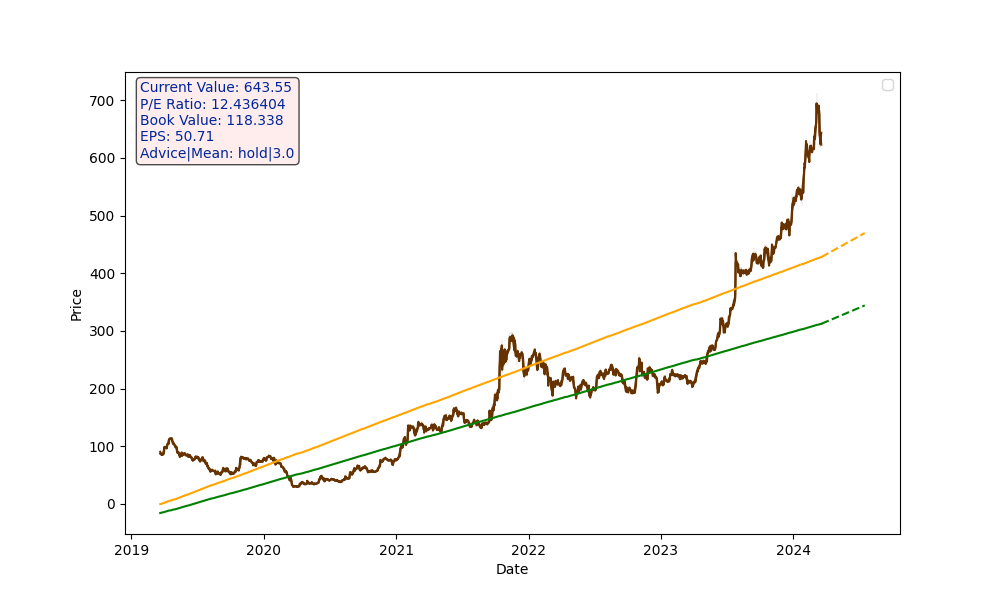 Current Value: 643.55
P/E Ratio: 12.436404
Book Value: 118.338
EPS: 50.71
Advice|Mean: hold|3.0
700
600
500
400
300
200
100
0
Price
2019 2020 2021 2022 2023 2024
Date